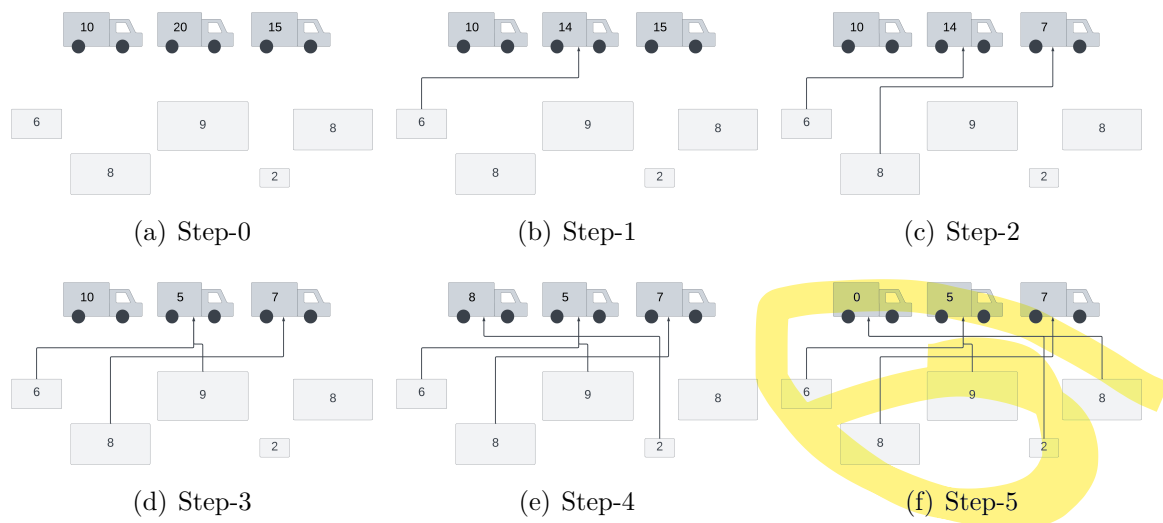 10 20 15
6 9 8
8 2
(a) Step-0
10 14 15
6 9 8
8 2
(b) Step-1
10 14 7
6 9 8
8 2
(c) Step-2
10 5 7
6 9 8
8 2
(d) Step-3
8 5 7
6 9 8
8 2
(e) Step-4
0 5 7
6 9 8
8 2
(f) Step-5